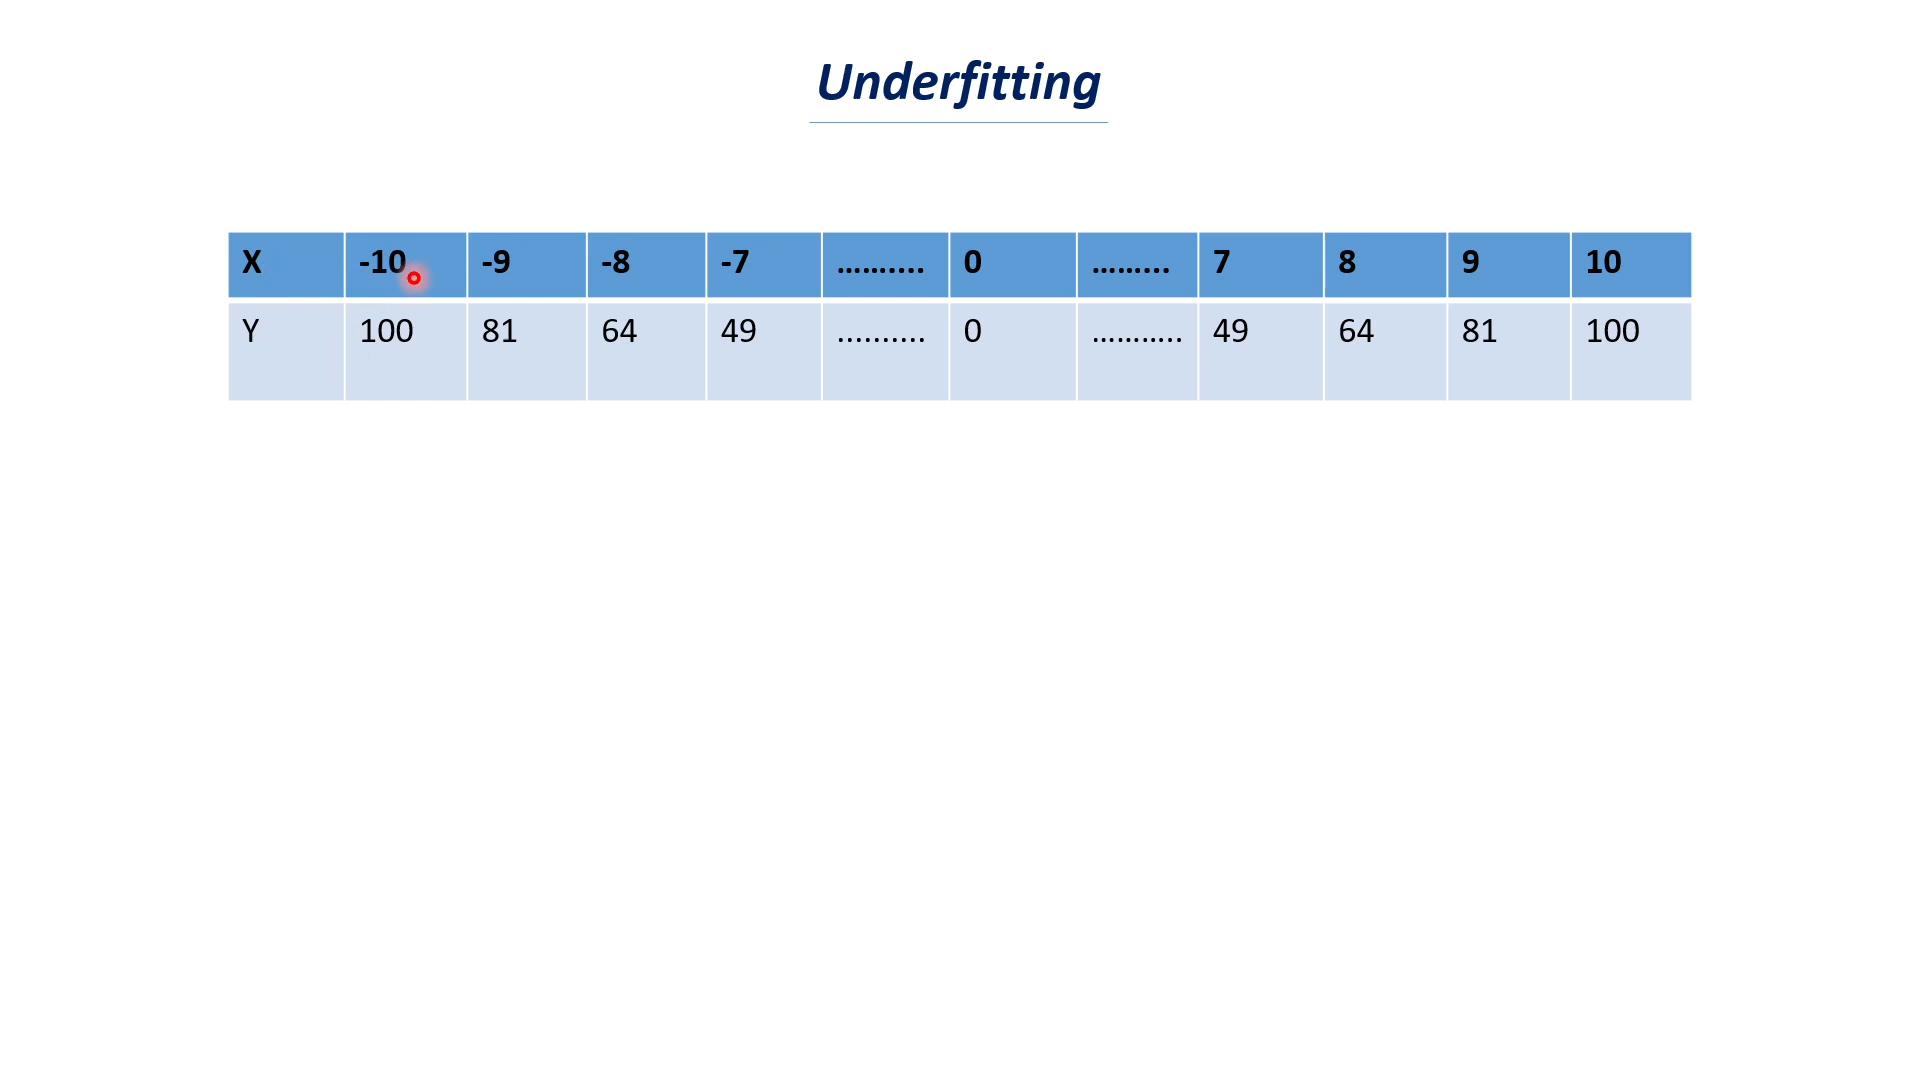 Underfitting
X -10 -9 -8 -7 .......... 0 ......... 7 8 9 10
Y 100 81 64 49 .......... 0 ........... 49 64 81 100